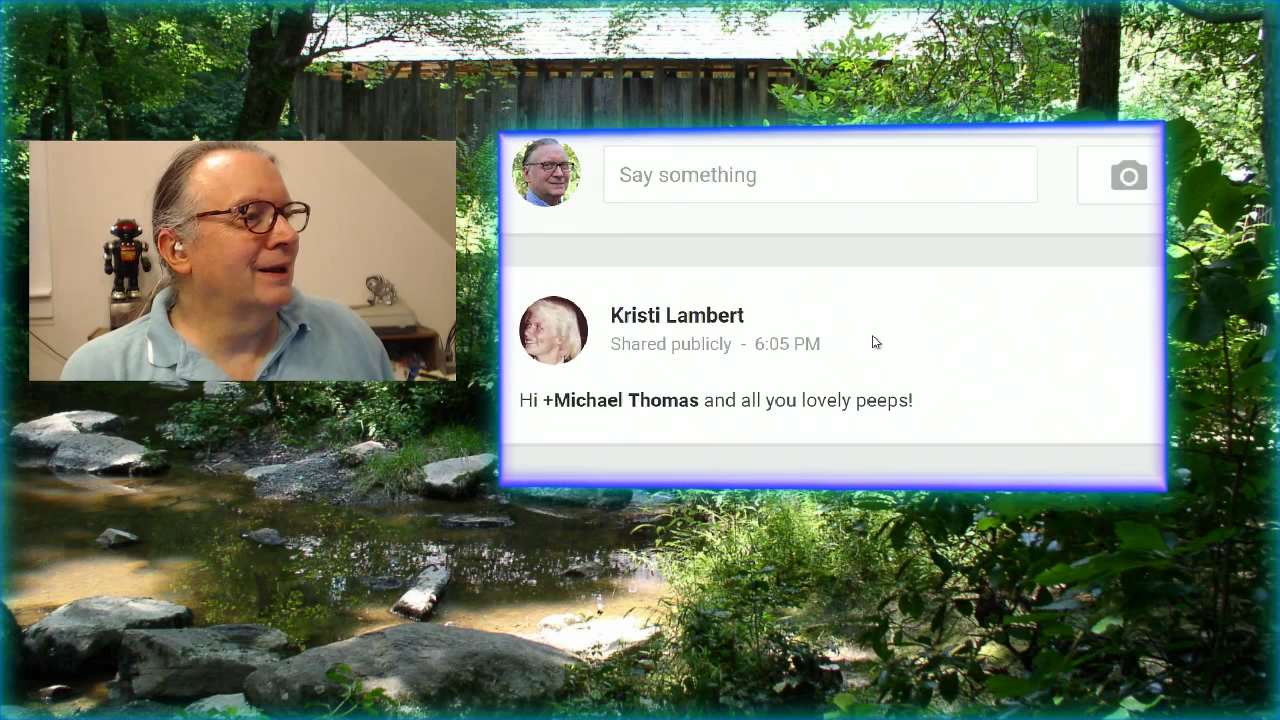 Say something
Kristi Lambert
Shared publicly - 6:05 PM
Hi +Michael Thomas and all you lovely peeps!